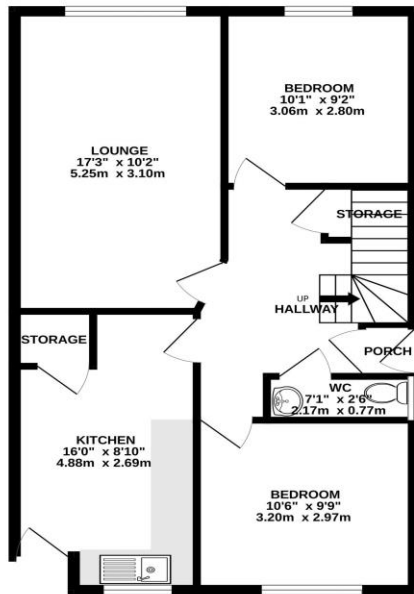 BEDROOM
10'1" x 9'2"
3.06m x 2.80m
LOUNGE
17'3" x 10'2"
5.25m x 3.10m
STORAGE
UP
HALLWAY
STORAGE
PORCH
WC
7'1" x 2'6"
2.17m x 0.77m
KITCHEN
16'0" x 8'10"
4.88m x 2.69m
BEDROOM
10'6" x 9'9"
3.20m x 2.97m